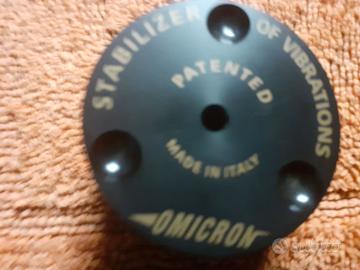 STABILIZER OF VIBRATIONS
PATENTED
MADE IN ITALY
OMICRON